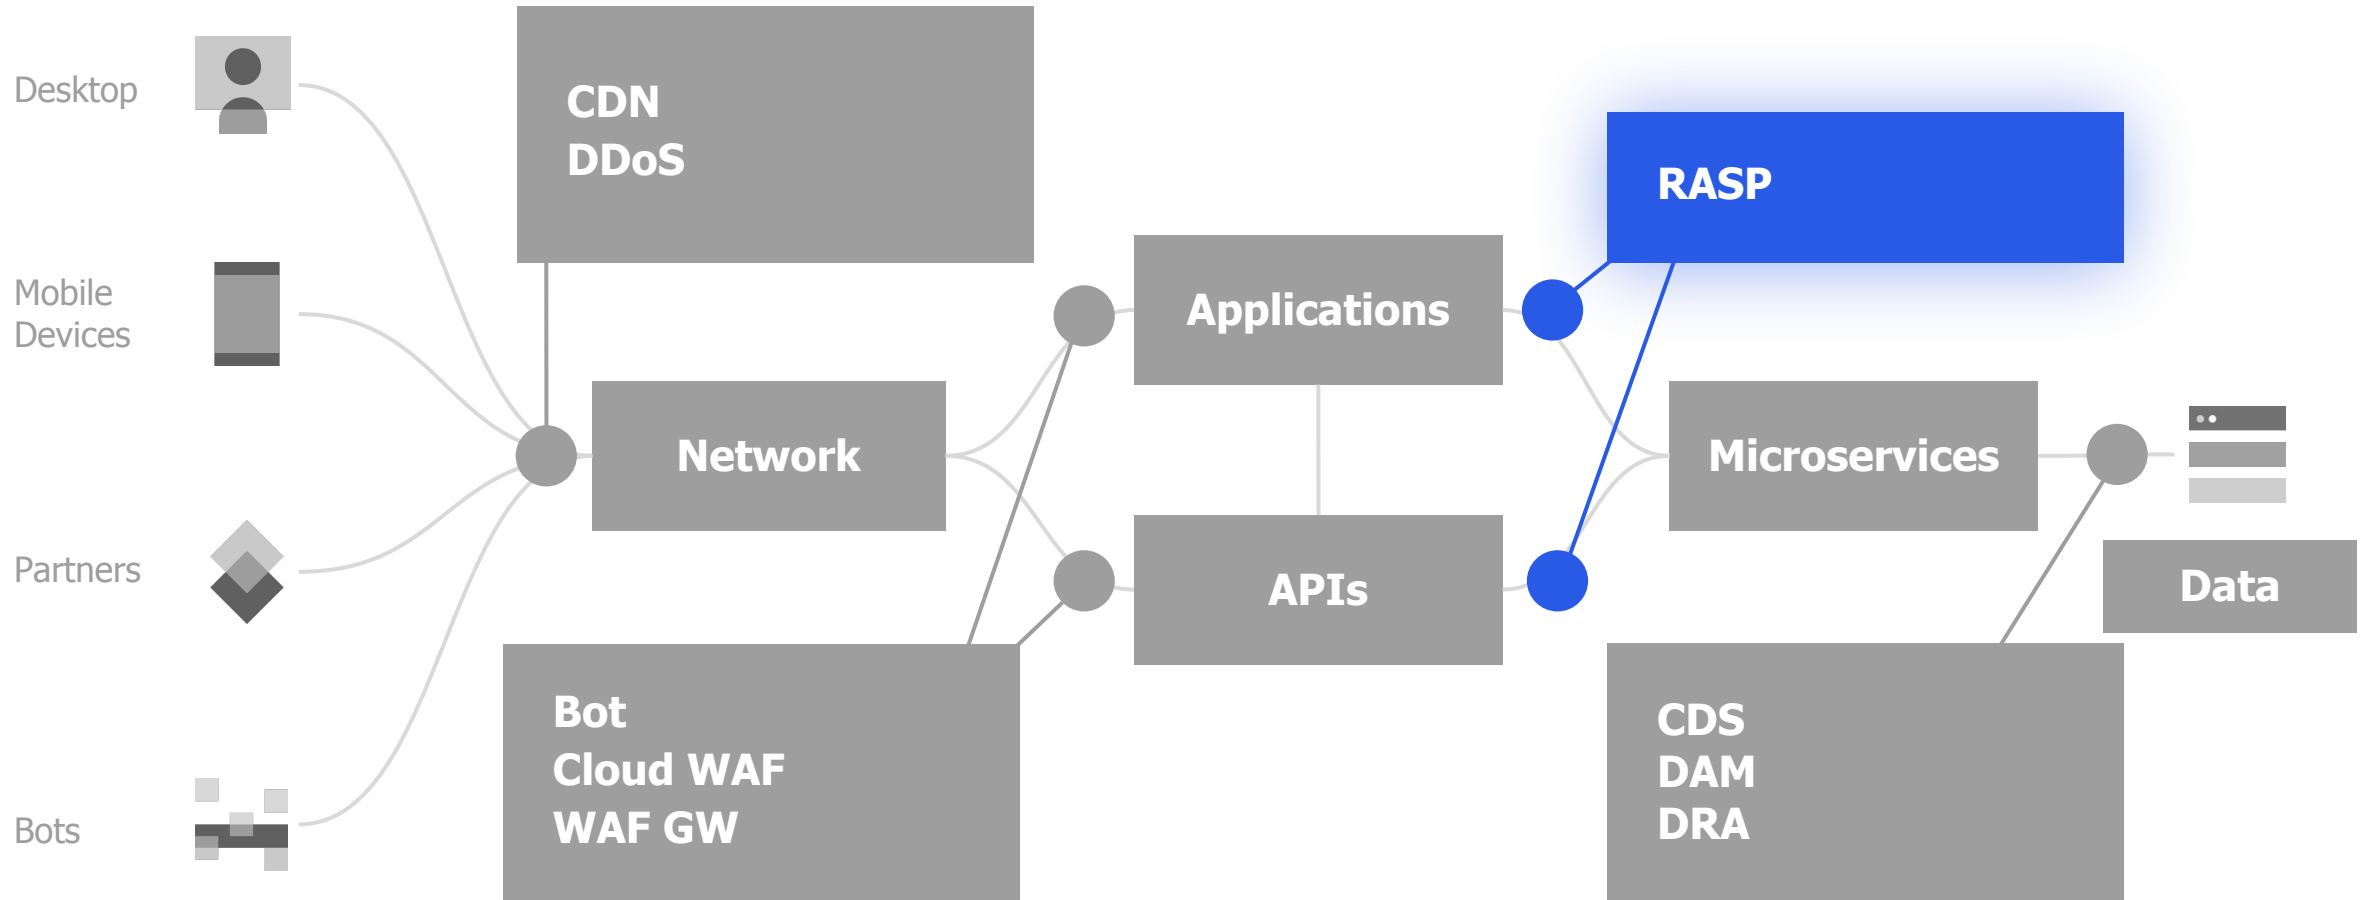 Desktop
Mobile
Devices
Partners
Bots
CDN
DDoS
Network
Bot
Cloud WAF
WAF GW
Applications
APIs
RASP
Microservices
CDS
DAM
DRA
Data